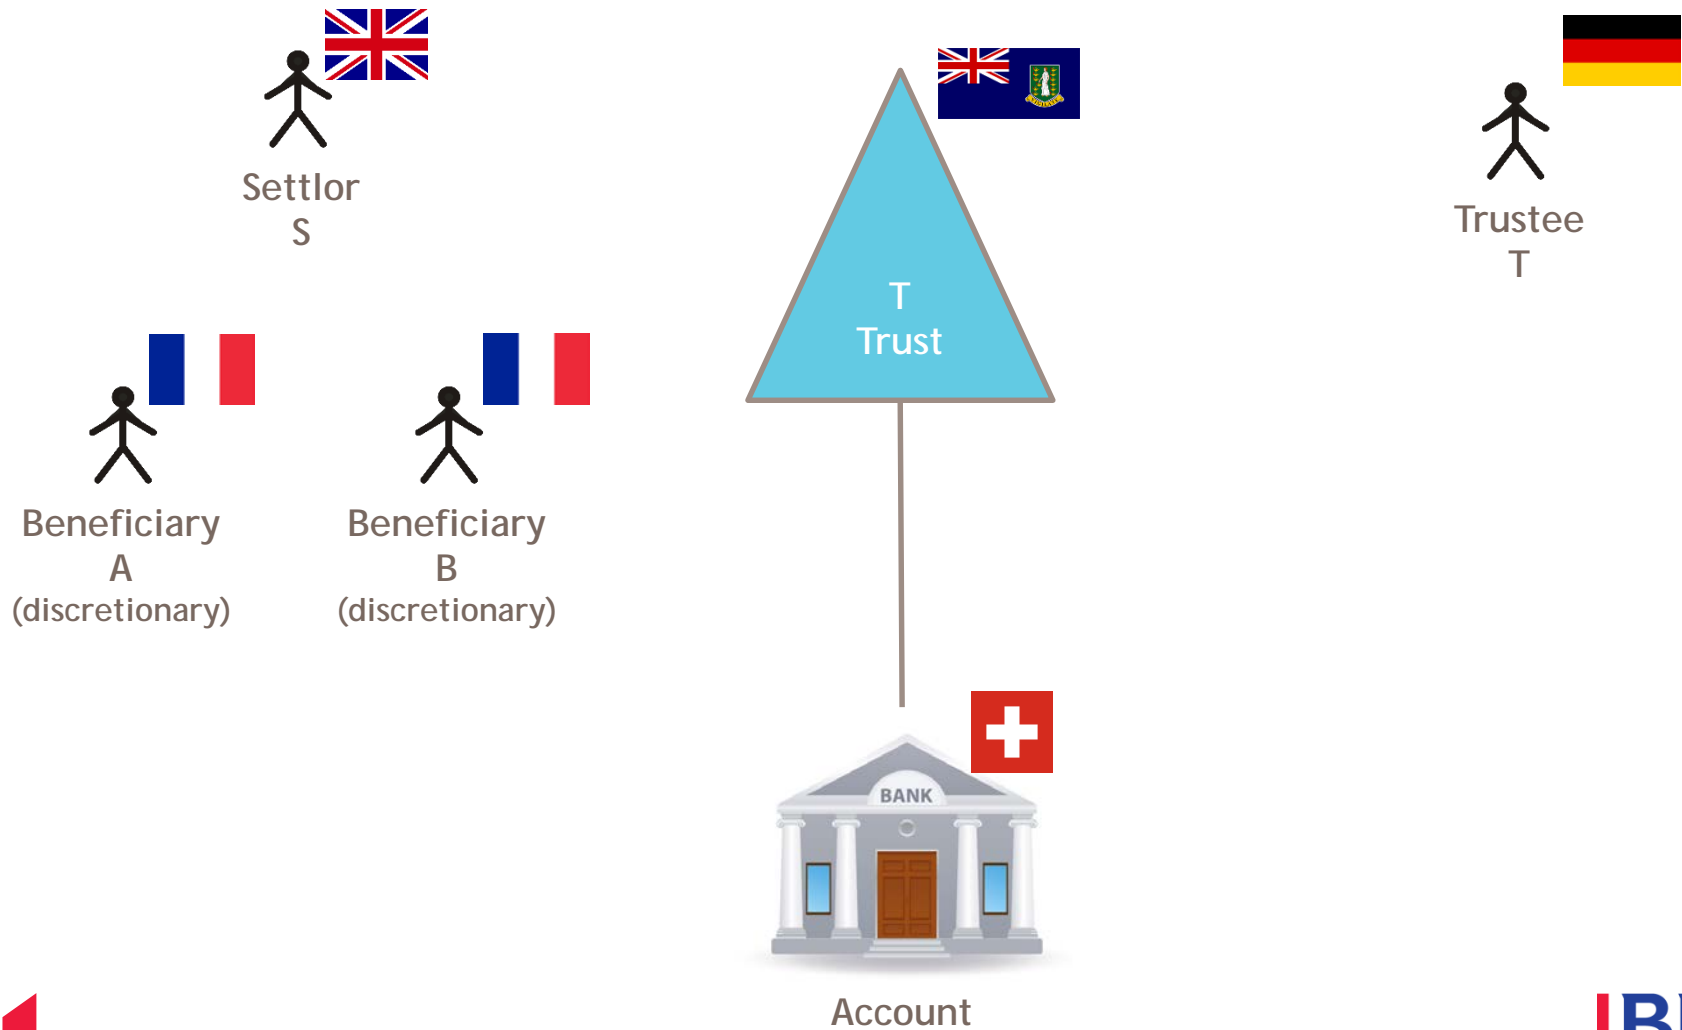 Settlor
S
Trustee
T
T
Trust
Beneficiary
A
(discretionary)
Beneficiary
B
(discretionary)
BANK
Account